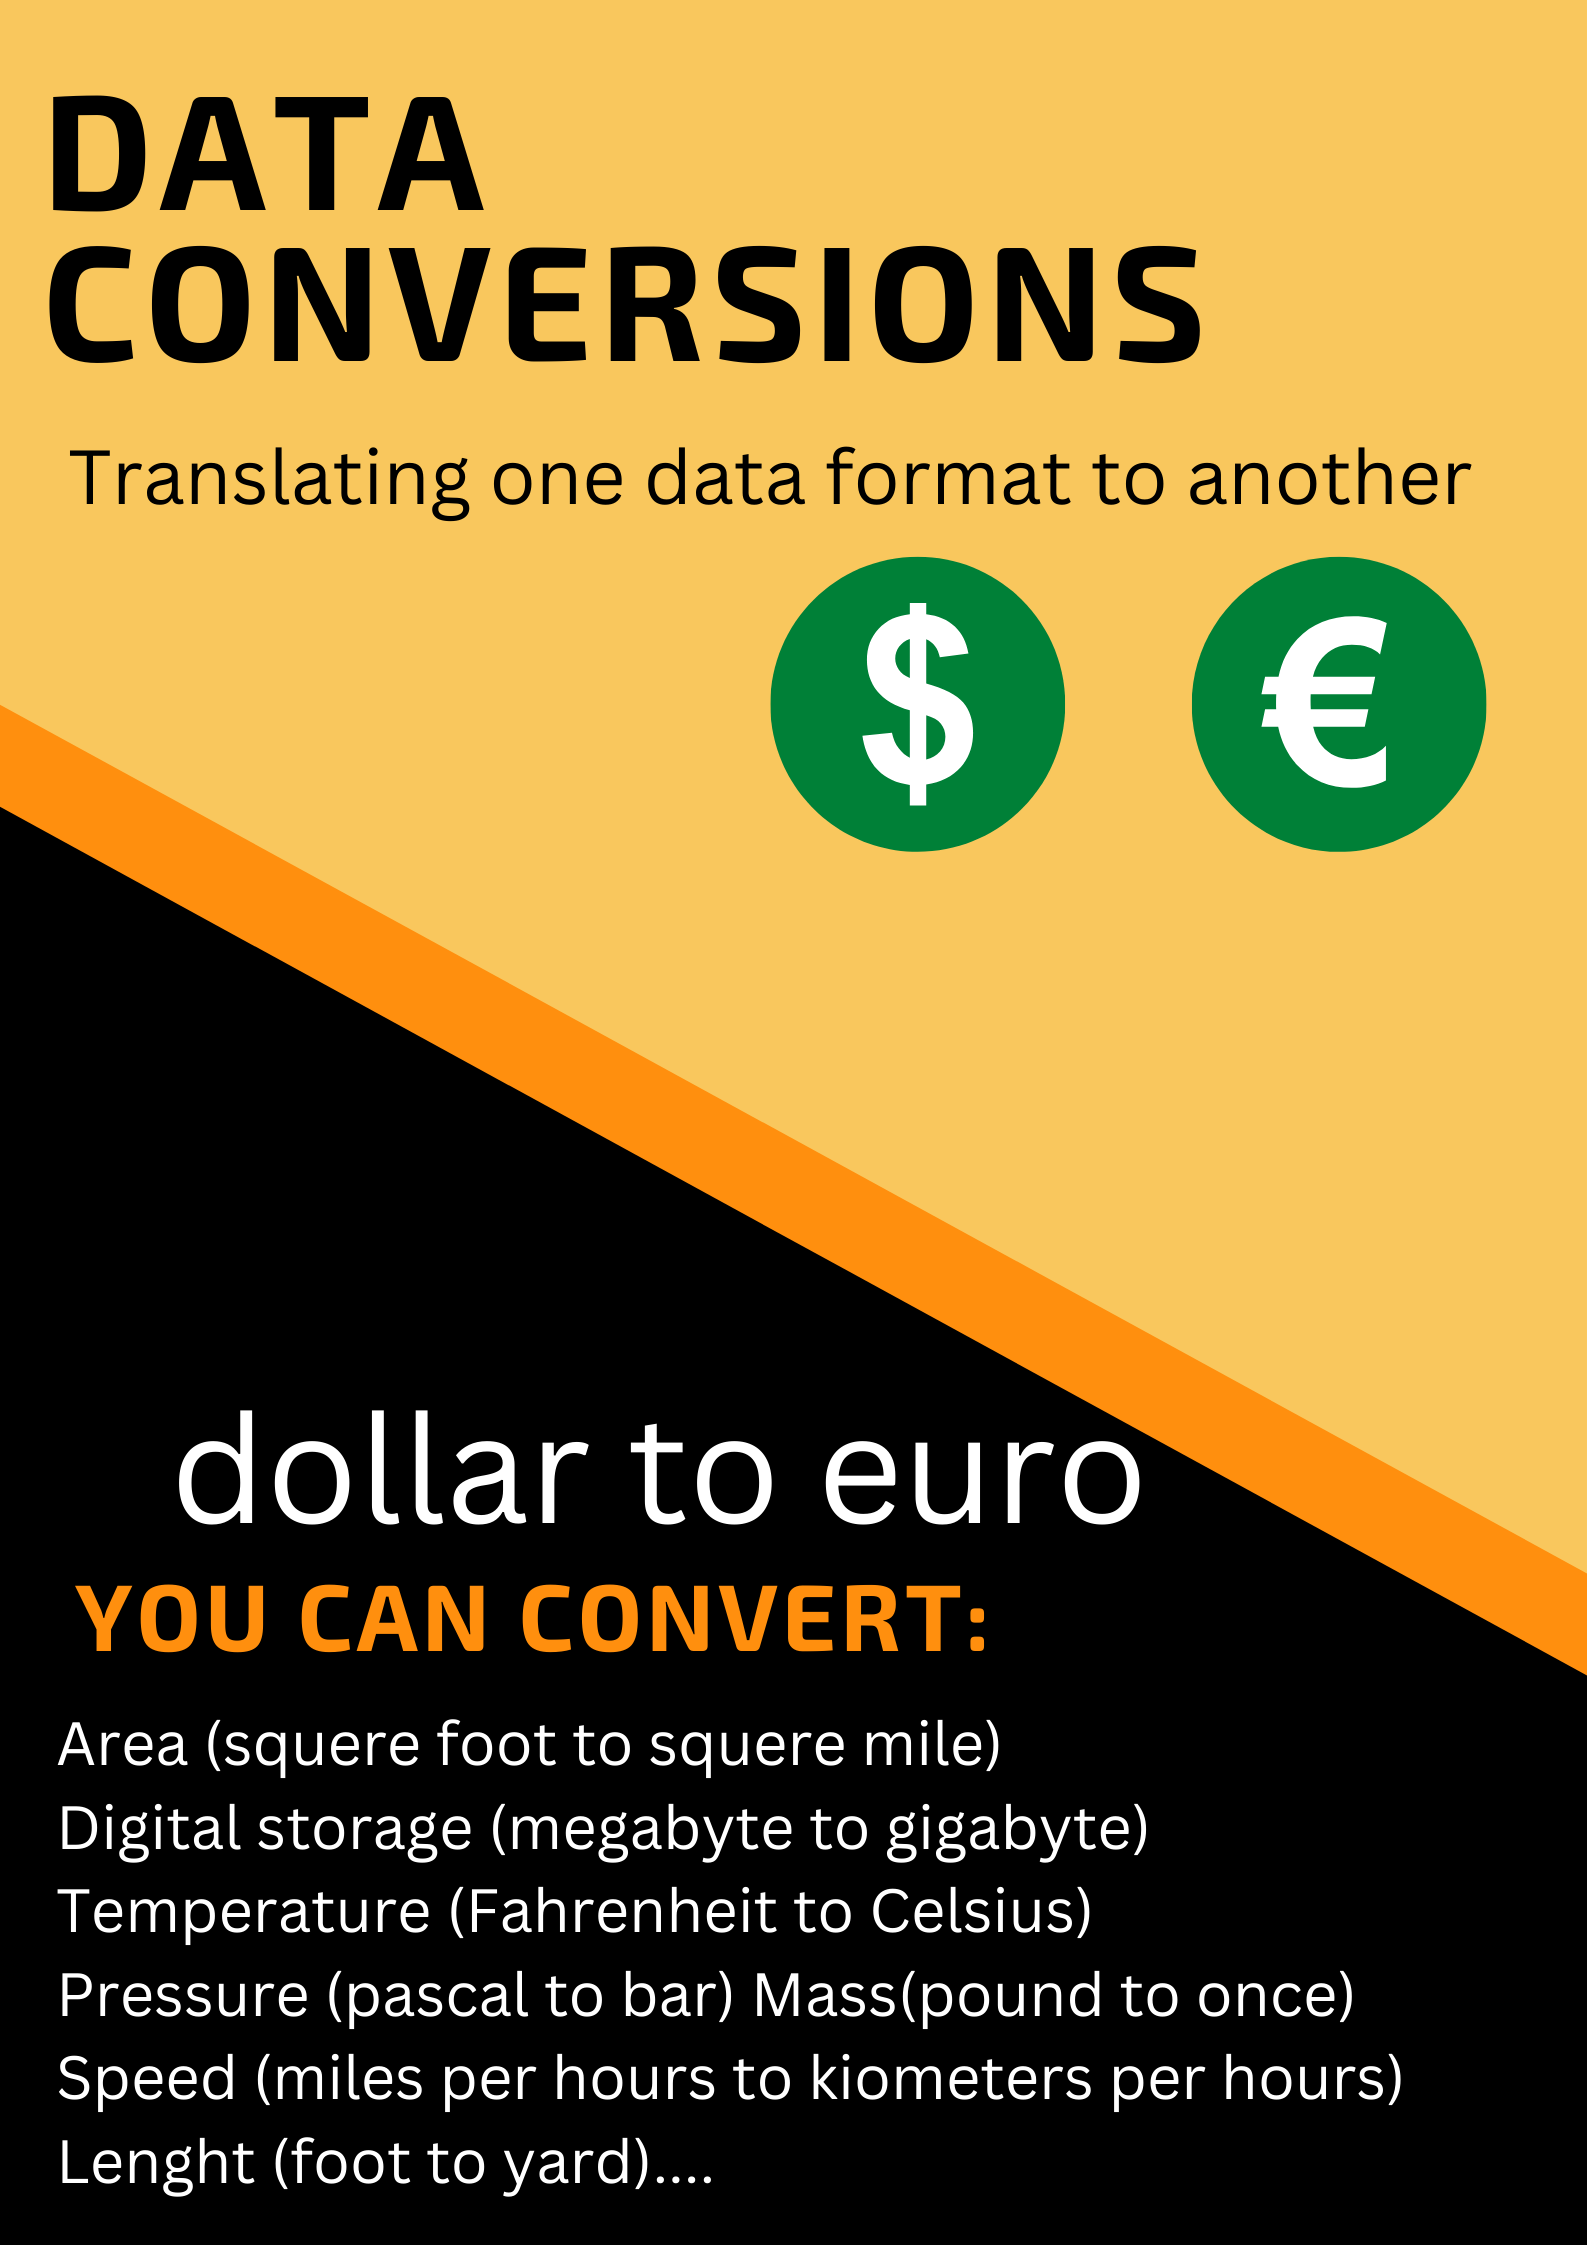 DATA
CONVERSIONS
Translating one data format to another
$ €
dollar to euro
YOU CAN CONVERT:
Area (squere foot to squere mile)
Digital storage (megabyte to gigabyte)
Temperature (Fahrenheit to Celsius)
Pressure (pascal to bar) Mass(pound to once)
Speed (miles per hours to kiometers per hours)
Lenght (foot to yard)....